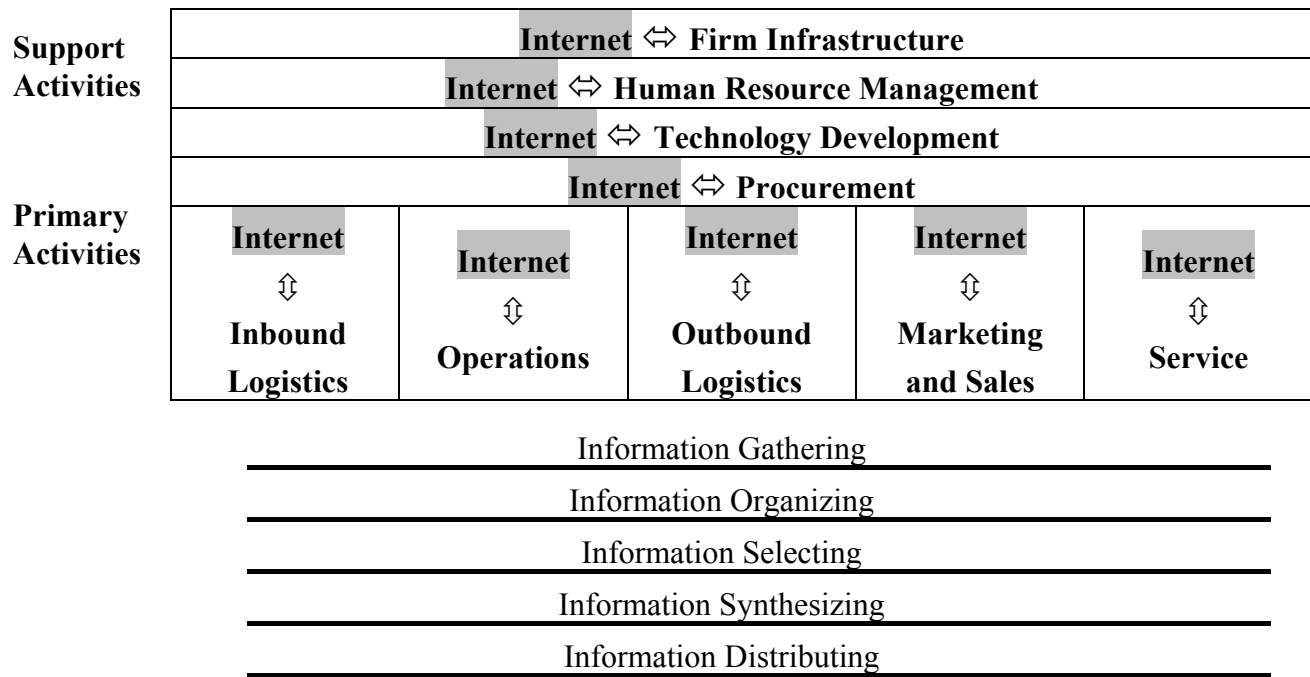 Support
Activities
Internet ⇔ Firm Infrastructure
Internet ⇔ Human Resource Management
Internet ⇔ Technology Development
Internet ⇔ Procurement
Primary
Activities
Internet
⇕
Inbound
Logistics
Internet
⇕
Operations
Internet
⇕
Outbound
Logistics
Internet
⇕
Marketing
and Sales
Internet
⇕
Service
Information Gathering
Information Organizing
Information Selecting
Information Synthesizing
Information Distributing